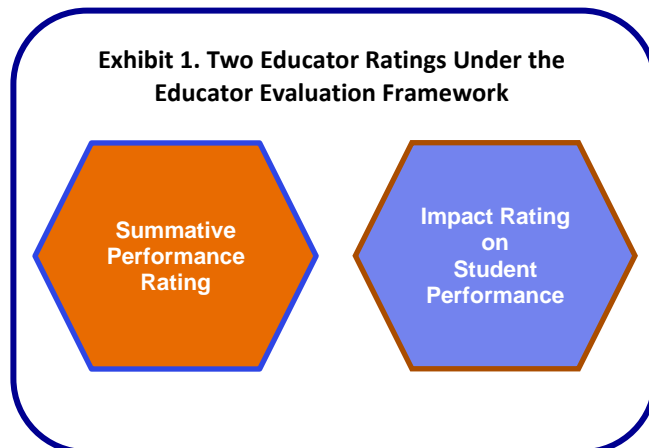 Exhibit 1. Two Educator Ratings Under the
Educator Evaluation Framework
Summative
Performance
Rating
Impact Rating
on
Student
Performance